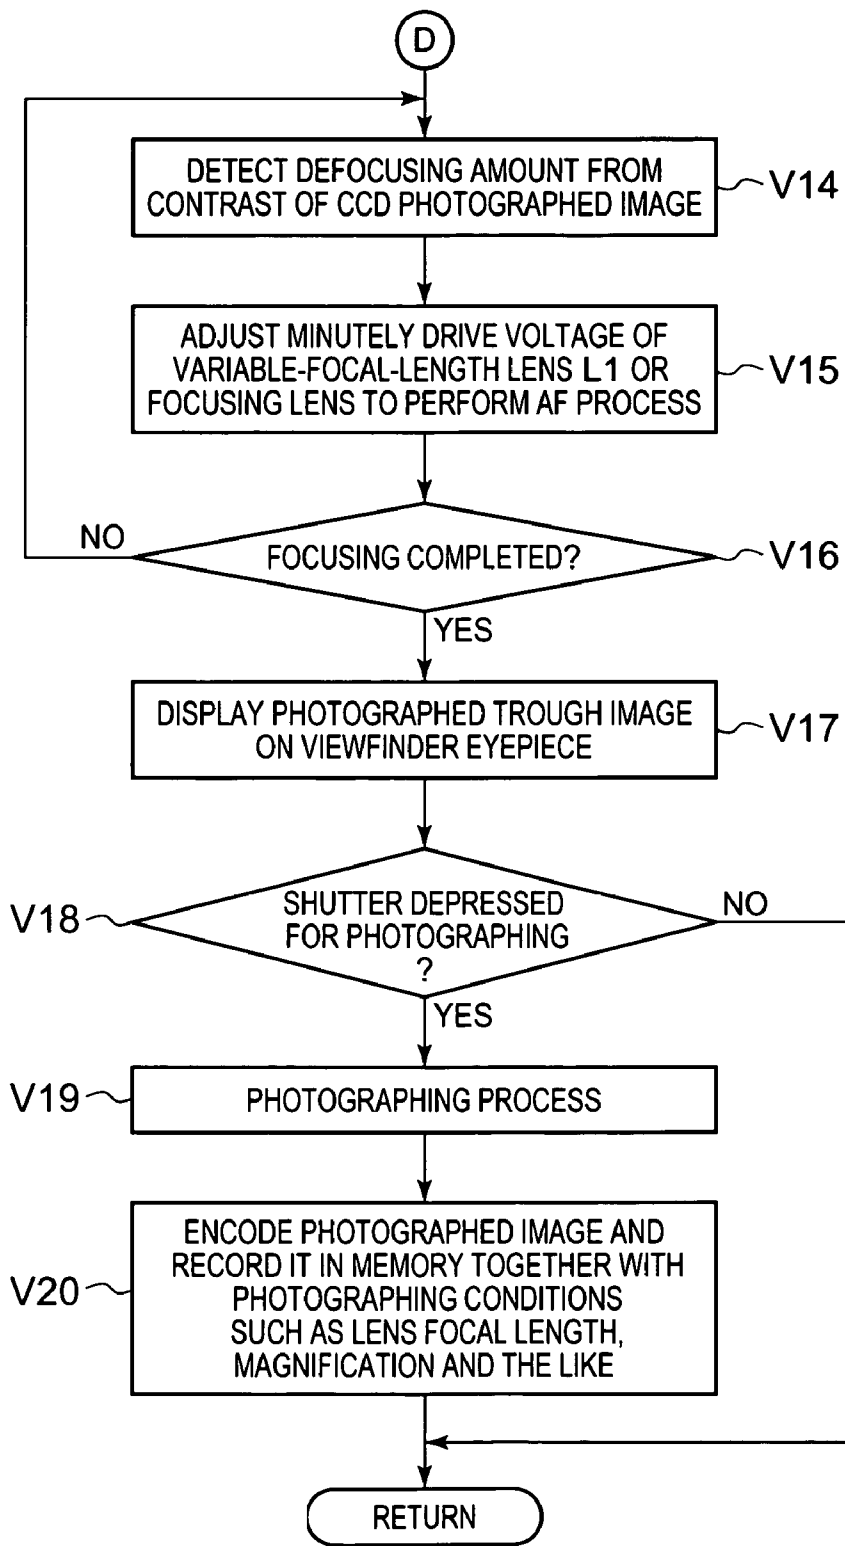 D
DETECT DEFOCUSING AMOUNT FROM
CONTRAST OF CCD PHOTOGRAPHED IMAGE
V14
ADJUST MINUTELY DRIVE VOLTAGE OF
VARIABLE-FOCAL-LENGTH LENS L1 OR
FOCUSING LENS TO PERFORM AF PROCESS
V15
NO
FOCUSING COMPLETED?
V16
YES
DISPLAY PHOTOGRAPHED TROUGH IMAGE
ON VIEWFINDER EYEPIECE
V17
V18
SHUTTER DEPRESSED
FOR PHOTOGRAPHING
?
NO
YES
V19
PHOTOGRAPHING PROCESS
V20
ENCODE PHOTOGRAPHED IMAGE AND
RECORD IT IN MEMORY TOGETHER WITH
PHOTOGRAPHING CONDITIONS
SUCH AS LENS FOCAL LENGTH,
MAGNIFICATION AND THE LIKE
RETURN